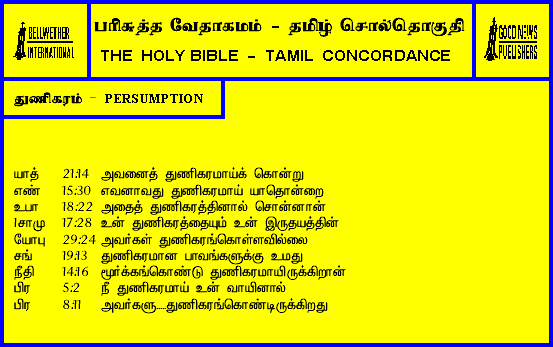 BELLWETHER
INTERNATIONAL
பரிசுத்த வேதாகமம் - தமிழ் சொல்தொகுதி
THE HOLY BIBLE - TAMIL CONCORDANCE
GOOD NEWS
PUBLISHERS
துணிகரம் - PERSUMPTION
யாத் 21:14 அவனைத் துணிகரமாய்க் கொன்று
எண் 15:30 எவனாவது துணிகரமாய் யாதொன்றை
உபா 18:22 அதைத் துணிகரத்தினால் சொன்னான்
1சாமு 17:28 உன் துணிகரத்தையும் உன் இருதயத்தின்
யோபு 29:24 அவர்கள் துணிகரங்கொள்ளவில்லை
சங் 19:13 துணிகரமான பாவங்களுக்கு உமது
நீதி 14:16 மூர்க்கங்கொண்டு துணிகரமாயிருக்கிறான்
பிர 5:2 நீ துணிகரமாய் உன் வாயினால்
பிர 8:11 அவர்களு....துணிகரங்கொண்டிருக்கிறது